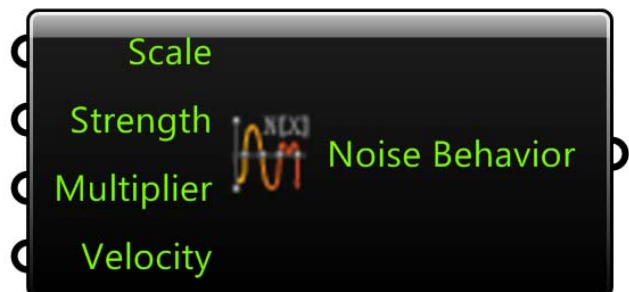 Scale
Strength
Multiplier
Velocity
N[X]
Noise Behavior